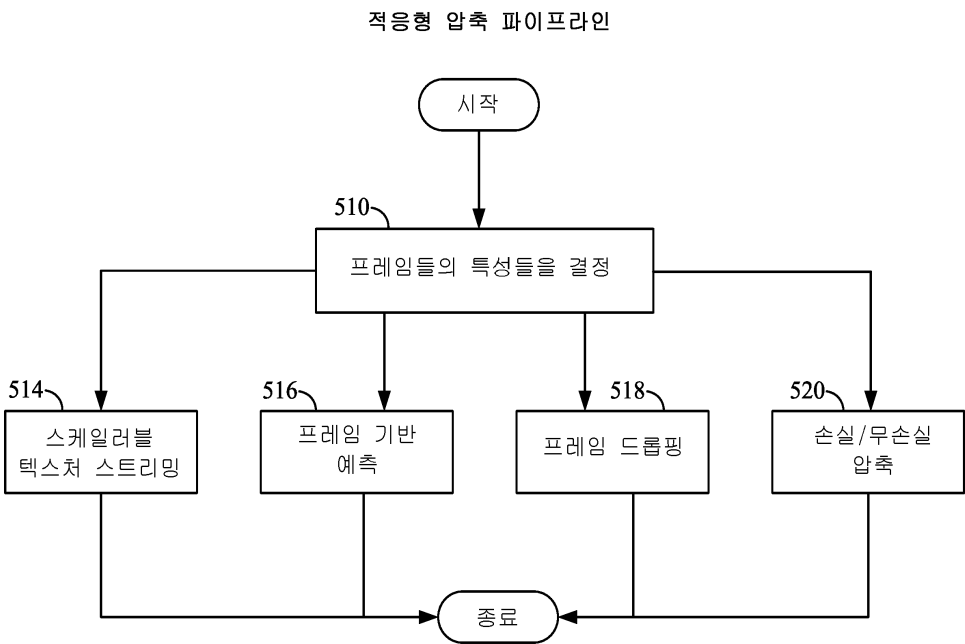 적응형 압축 파이프라인
시작
510
프레임들의 특성들을 결정
514
스케일러블
텍스처 스트리밍
516
프레임 기반
예측
518
프레임 드롭핑
520
손실/무손실
압축
종료